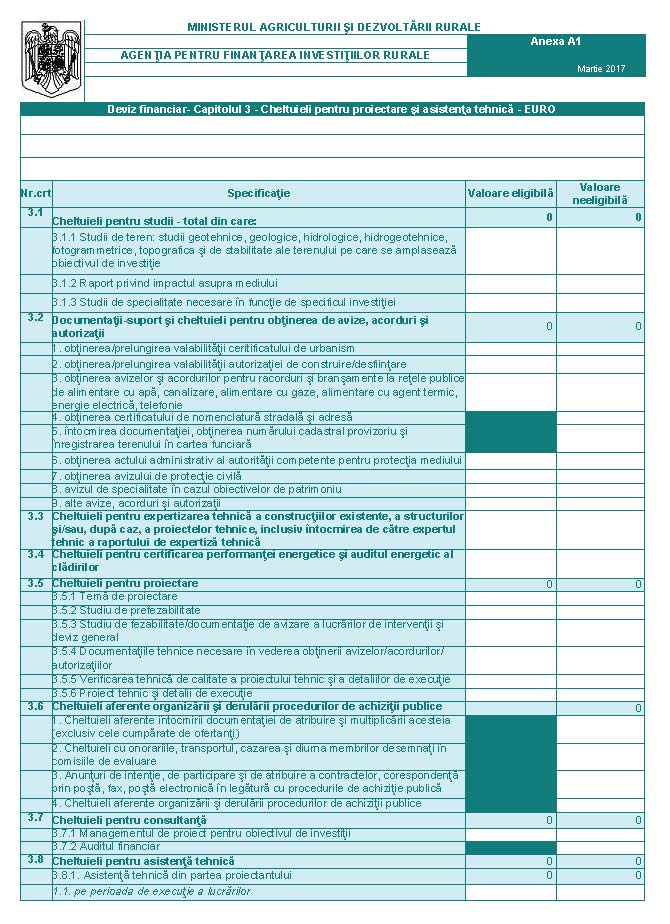 MINISTERUL AGRICULTURII ŞI DEZVOLTĂRII RURALE
AGENŢIA PENTRU FINANŢAREA INVESTIŢIILOR RURALE
Anexa A1
Martie 2017
Deviz financiar- Capitolul 3 - Cheltuieli pentru proiectare şi asistenţa tehnică - EURO
Nr.crt Specificaţie Valoare eligibilă Valoare neeligibilă
3.1 Cheltuieli pentru studii - total din care: 0 0
3.1.1 Studii de teren: studii geotehnice, geologice, hidrologice, hidrogeotehnice,
fotogrammetrice, topografica şi de stabilitate ale terenului pe care se amplasează
obiectivul de investiţie
3.1.2 Raport privind impactul asupra mediului
3.1.3 Studii de specialitate necesare în funcţie de specificul investiţiei
3.2 Documentaţii-suport şi cheltuieli pentru obţinerea de avize, acorduri şi
autorizaţii 0 0
1. obţinerea/prelungirea valabilităţii ceritificatului de urbanism
2. obţinerea/prelungirea valabilităţii autorizaţiei de construire/desfiinţare
3. obţinerea avizelor şi acordurilor pentru racorduri şi branşamente la reţele publice
de alimentare cu apă, canalizare, alimentare cu gaze, alimentare cu agent termic,
energie electrică, telefonie
4. obţinerea certificatului de nomenclatură stradală şi adresă
5. întocmirea documentaţiei, obţinerea numărului cadastral provizoriu şi
înregistrarea terenului în cartea funciară
6. obţinerea actului administrativ al autorităţii competente pentru protecţia mediului
7. obţinerea avizului de protecţie civilă
8. avizul de specialitate în cazul obiectivelor de patrimoniu
9. alte avize, acorduri şi autorizaţii
3.3 Cheltuieli pentru expertizarea tehnică a construcţiilor existente, a structurilor
şi/sau, după caz, a proiectelor tehnice, inclusiv întocmirea de către expertul
tehnic a raportului de expertiză tehnică
3.4 Cheltuieli pentru certificarea performanţei energetice şi auditul energetic al
clădirilor
3.5 Cheltuieli pentru proiectare 0 0
3.5.1 Temă de proiectare
3.5.2 Studiu de prefezabilitate
3.5.3 Studiu de fezabilitate/documentaţie de avizare a lucrărilor de intervenţii şi
deviz general
3.5.4 Documentaţiile tehnice necesare în vederea obţinerii avizelor/acordurilor/
autorizaţiilor
3.5.5 Verificarea tehnică de calitate a proiectului tehnic şi a detaliilor de execuţie
3.5.6 Proiect tehnic şi detalii de execuţie
3.6 Cheltuieli aferente organizării şi derulării procedurilor de achiziţii publice 0
1. Cheltuieli aferente întocmirii documentaţiei de atribuire şi multiplicării acesteia
(exclusiv cele cumpărate de ofertanţi)
2. Cheltuieli cu onorariile, transportul, cazarea şi diurna membrilor desemnaţi în
comisiile de evaluare
3. Anunţuri de intenţie, de participare şi de atribuire a contractelor, corespondenţă
prin poştă, fax, poştă electronică în legătură cu procedurile de achiziţie publică
4. Cheltuieli aferente organizării şi derulării procedurilor de achiziţii publice
3.7 Cheltuieli pentru consultanţă 0 0
3.7.1 Managementul de proiect pentru obiectivul de investiţii
3.7.2 Auditul financiar
3.8 Cheltuieli pentru asistenţă tehnică 0 0
3.8.1. Asistenţă tehnică din partea proiectantului 0 0
1.1. pe perioada de execuţie a lucrărilor